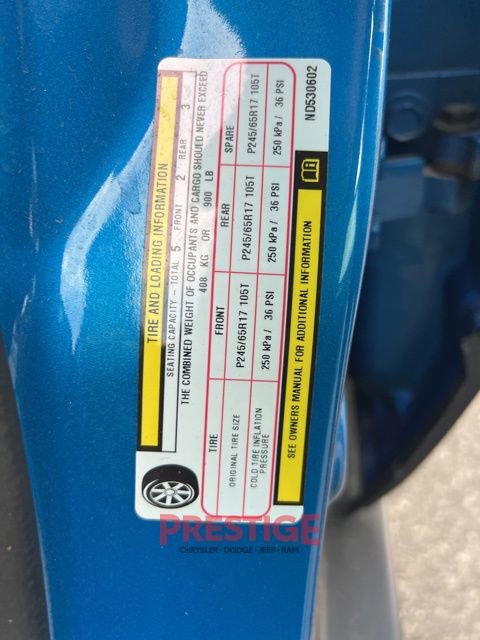 TIRE AND LOADING INFORMATION
SEATING CAPACITY - TOTAL 5 FRONT 2 REAR 3
THE COMBINED WEIGHT OF OCCUPANTS AND CARGO SHOULD NEVER EXCEED
408 KG OR 900 LB
TIRE FRONT REAR SPARE
ORIGINAL TIRE SIZE P245/65R17 105T P245/65R17 105T P245/65R17 105T
COLD TIRE INFLATION
PRESSURE 250 kPa / 36 PSI 250 kPa / 36 PSI 250 kPa / 36 PSI
SEE OWNERS MANUAL FOR ADDITIONAL INFORMATION
ND530602
PRESTIGE
CHRYSLER • DODGE • JEEP • RAM